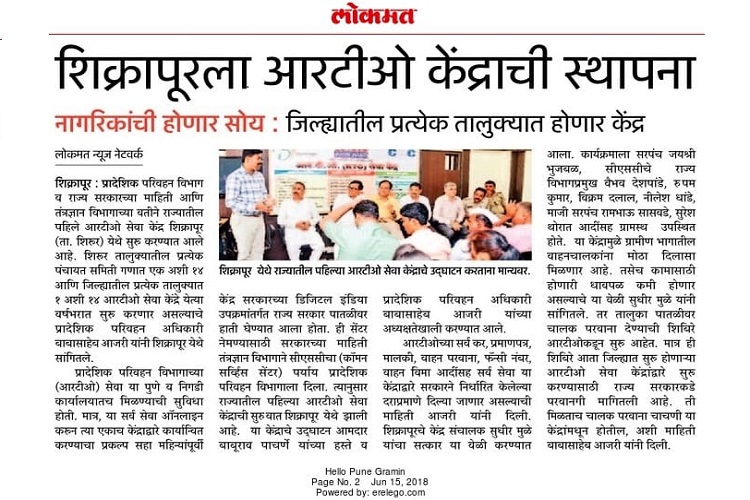 लोकमत
शिक्रापूरला आरटीओ केंद्राची स्थापना
नागरिकांची होणार सोय : जिल्ह्यातील प्रत्येक तालुक्यात होणार केंद्र
लोकमत न्यूज नेटवर्क
शिक्रापूर : प्रादेशिक परिवहन विभाग
व राज्य सरकारच्या माहिती आणि
तंत्रज्ञान विभागाच्या वतीने राज्यातील
पहिले आरटीओ सेवा केंद्र शिक्रापूर
(ता. शिरुर) येथे सुरु करण्यात आले
आहे. शिरुर तालुक्यातील प्रत्येक
पंचायत समिती गणात एक अशी १४
आणि जिल्ह्यातील प्रत्येक तालुक्यात
१ अशी १४ आरटीओ सेवा केंद्रे येत्या
वर्षभरात सुरु करणार असल्याचे
प्रादेशिक परिवहन अधिकारी
बाबासाहेब आजरी यांनी शिक्रापूर येथे
सांगितले.
प्रादेशिक परिवहन विभागाच्या
(आरटीओ) सेवा या पुणे व निगडी
कार्यालयातच मिळण्याची सुविधा
होती. मात्र, या सर्व सेवा ऑनलाइन
करुन त्या एकाच केंद्राद्वारे कार्यान्वित
करण्याचा प्रकल्प सहा महिन्यांपूर्वी
शिक्रापूर येथे राज्यातील पहिल्या आरटीओ सेवा केंद्राचे उद्घाटन करताना मान्यवर.
केंद्र सरकारच्या डिजिटल इंडिया
उपक्रमांतर्गत राज्य सरकार पातळीवर
हाती घेण्यात आला होता. ही सेंटर
नेमण्यासाठी सरकारच्या माहिती
तंत्रज्ञान विभागाने सीएससीचा (कॉमन
सर्व्हिस सेंटर) पर्याय प्रादेशिक
परिवहन विभागाला दिला. त्यानुसार
राज्यातील पहिल्या आरटीओ सेवा
केंद्राची सुरुवात शिक्रापूर येथे झाली
आहे. या केंद्राचे उद्घाटन आमदार
बाबूराव पाचर्णे यांच्या हस्ते व
प्रादेशिक परिवहन अधिकारी
बाबासाहेब आजरी यांच्या
अध्यक्षतेखाली करण्यात आले.
आरटीओच्या सर्व कर, प्रमाणपत्र,
मालकी, वाहन परवाना, फॅन्सी नंबर,
वाहन विमा आदींसह सर्व सेवा या
केंद्राद्वारे सरकारने निर्धारित केलेल्या
दराप्रमाणे दिल्या जाणार असल्याची
माहिती आजरी यांनी दिली.
शिक्रापूरचे केंद्र संचालक सुधीर मुळे
यांचा सत्कार या वेळी करण्यात
आला. कार्यक्रमाला सरपंच जयश्री
भुजबळ, सीएससीचे राज्य
विभागप्रमुख वैभव देशपांडे, रुपम
कुमार, विक्रम दलाल, नीलेश धांडे,
माजी सरपंच रामभाऊ सासवडे, सुरेश
थोरात आदींसह ग्रामस्थ उपस्थित
होते. या केंद्रामुळे ग्रामीण भागातील
वाहनचालकांना मोठा दिलासा
मिळणार आहे. तसेच कामासाठी
होणारी धावपळ कमी होणार
असल्याचे या वेळी सुधीर मुळे यांनी
सांगितले. तर तालुका पातळीवर
चालक परवाना देण्याची शिबिरे
आरटीओकडून सुरु आहेत. मात्र ही
शिबिरे आता जिल्ह्यात सुरु होणाऱ्या
आरटीओ सेवा केंद्रांद्वारे सुरु
करण्यासाठी राज्य सरकारकडे
परवानगी मागितली आहे. ती
मिळताच चालक परवाना चाचणी या
केंद्रांमधून होतील, अशी माहिती
बाबासाहेब आजरी यांनी दिली.
Hello Pune Gramin
Page No. 2 Jun 15, 2018
Powered by: erelego.com